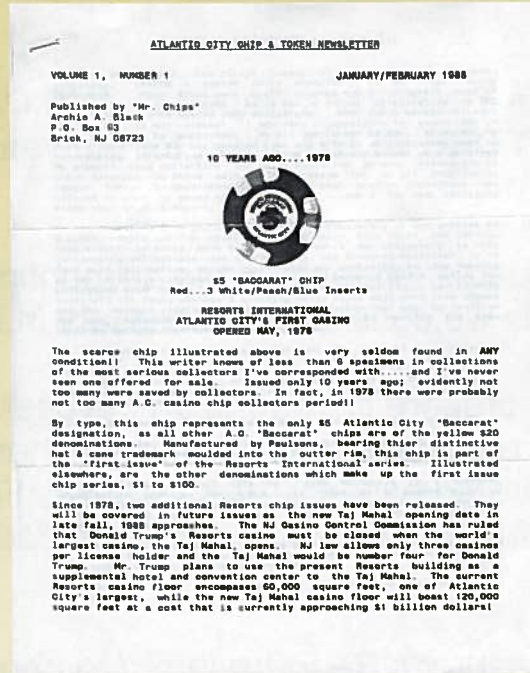 ATLANTIC CITY CHIP & TOKEN NEWSLETTER
VOLUME 1, NUMBER 1 JANUARY/FEBRUARY 1988
Published by "Mr. Chips"
Archie A. Black
P.O. Box 63
Brick, NJ 08723
10 YEARS AGO....1978
$5 "BACCARAT" CHIP
Red...3 White/Peach/Blue Inserts
RESORTS INTERNATIONAL
ATLANTIC CITY'S FIRST CASINO
OPENED MAY, 1978
The scarce chip illustrated above is very seldom found in ANY
condition!! This writer knows of less than 6 specimens in collections
of the most serious collectors I've corresponded with.....and I've never
seen one offered for sale. Issued only 10 years ago; evidently not
too many were saved by collectors. In fact, in 1978 there were probably
not too many A.C. casino chip collectors period!!
By type, this chip represents the only $5 Atlantic City "Baccarat"
designation, as all other A.C. "Baccarat" chips are of the yellow $20
denominations. Manufactured by Paulsons, bearing thier distinctive
hat & cane trademark moulded into the outter rim, this chip is part of
the "first issue" of the Resorts International series. Illustrated
elsewhere, are the other denominations which make up the first issue
chip series, $1 to $100.
Since 1978, two additional Resorts chip issues have been released. They
will be covered in future issues as the new Taj Mahal opening date in
late fall, 1988 approaches. The NJ Casino Control Commission has ruled
that Donald Trump's Resorts casino must be closed when the world's
largest casino, the Taj Mahal, opens. NJ law allows only three casinos
per license holder and the Taj Mahal would be number four for Donald
Trump. Mr. Trump plans to use the present Resorts building as a
supplemental hotel and convention center to the Taj Mahal. The current
Resorts casino floor encompases 60,000 square feet, one of Atlantic
City's largest, while the new Taj Mahal casino floor will boast 120,000
square feet at a cost that is currently approaching $1 billion dollars!